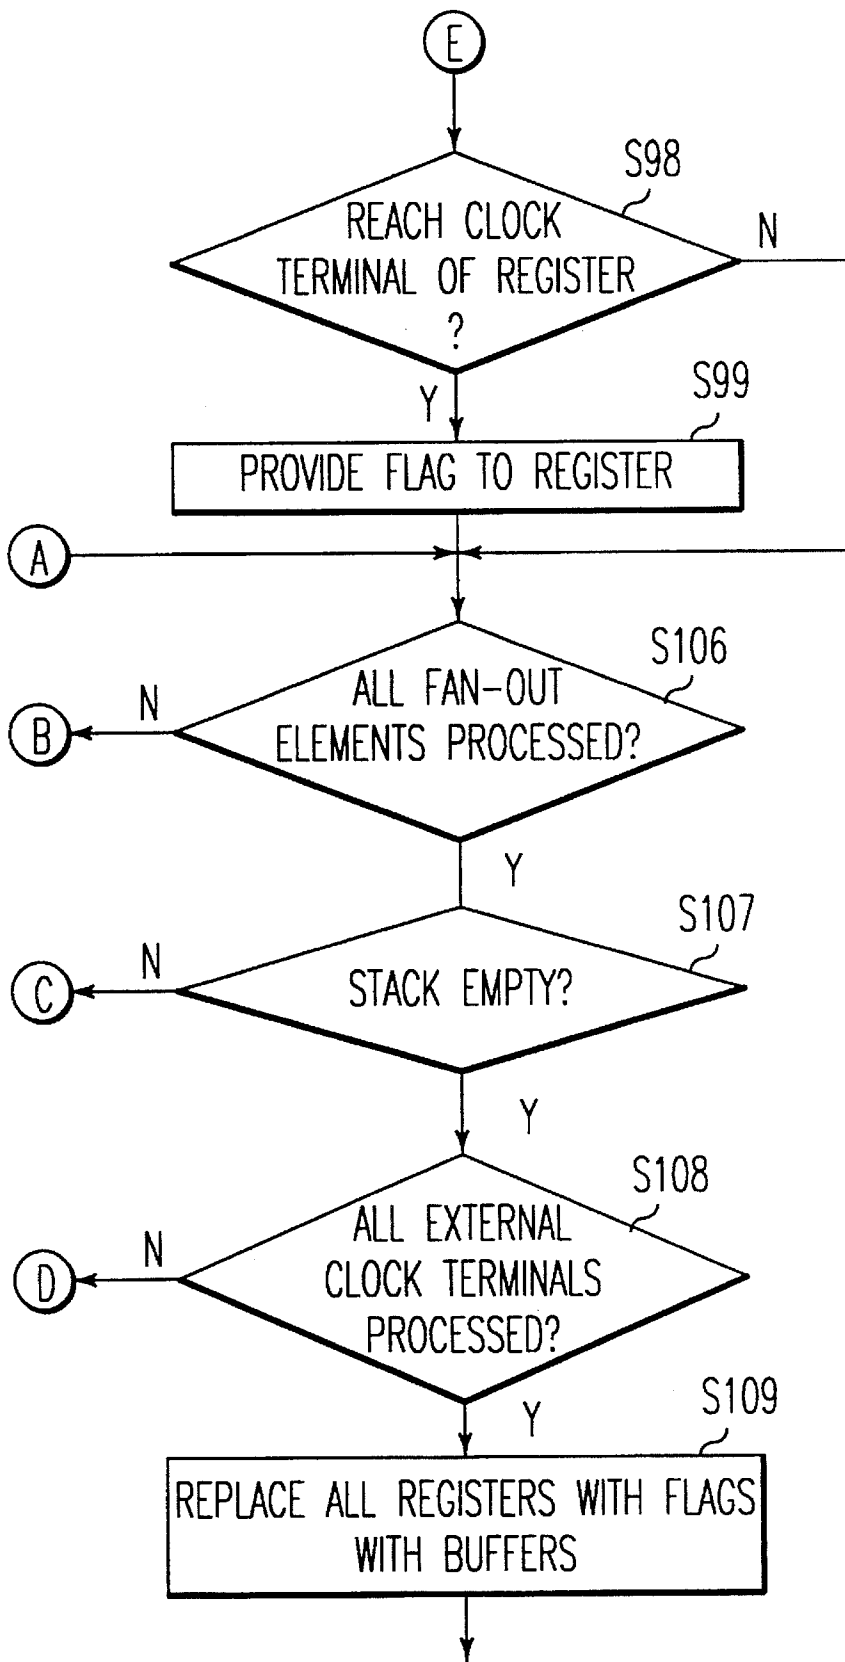 E
S98
REACH CLOCK
TERMINAL OF REGISTER
?
N
Y
S99
PROVIDE FLAG TO REGISTER
A
S106
ALL FAN-OUT
ELEMENTS PROCESSED?
N
B
Y
S107
STACK EMPTY?
N
C
Y
S108
ALL EXTERNAL
CLOCK TERMINALS
PROCESSED?
N
D
Y
S109
REPLACE ALL REGISTERS WITH FLAGS
WITH BUFFERS